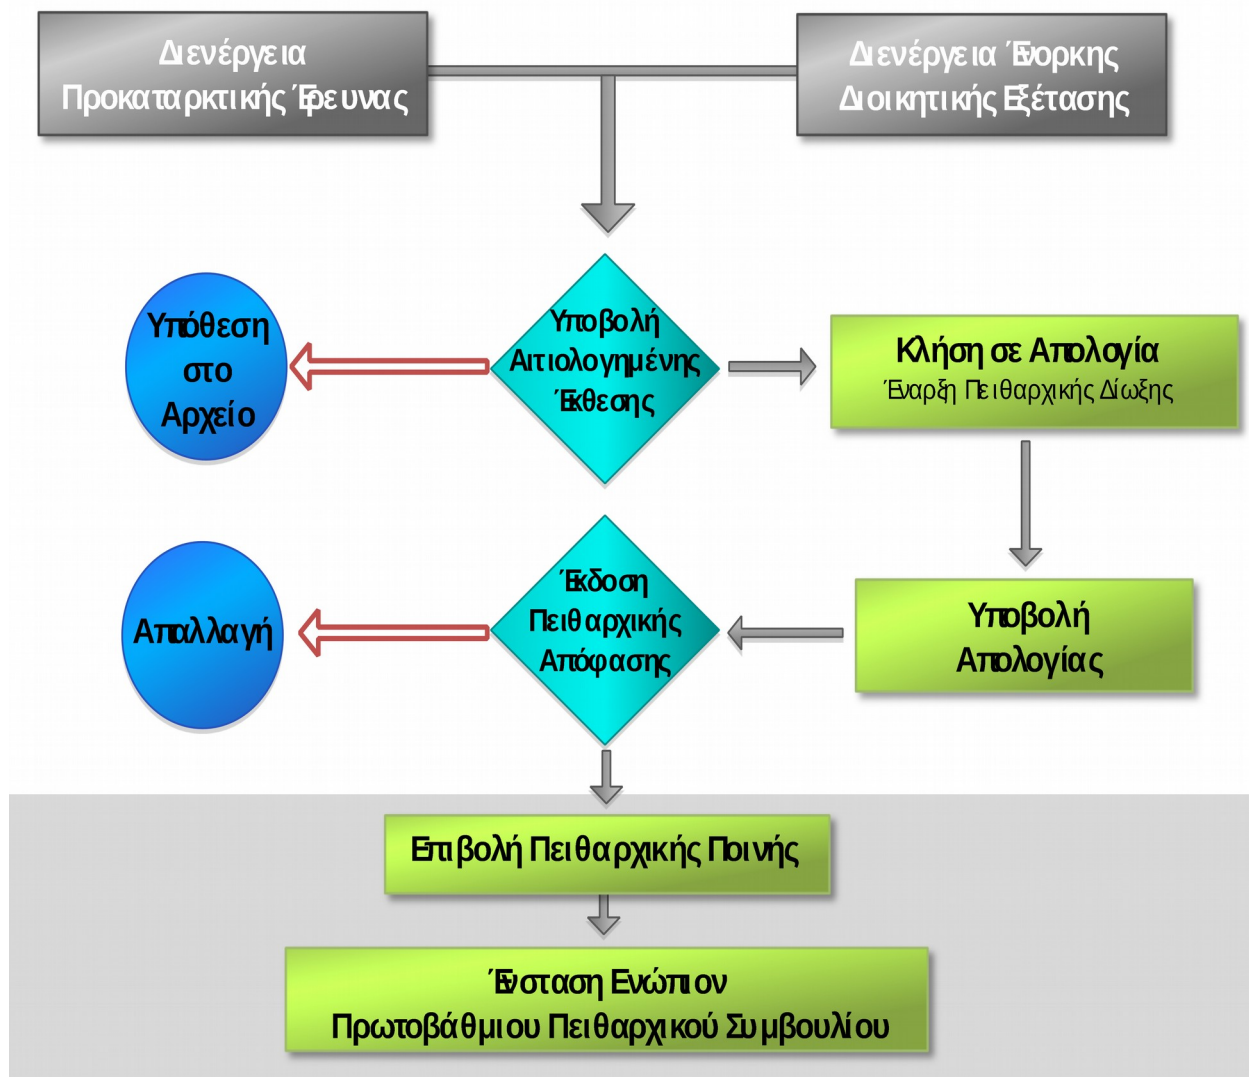 Διενέργεια
Προκαταρκτικής Έρευνας
Διενέργεια Ένορκης
Διοικητικής Εξέτασης
Υπόθεση
στο
Αρχείο
Υποβολή
Αιτιολογημένης
Έκθεσης
Κλήση σε Απολογία
Έναρξη Πειθαρχικής Δίωξης
Απαλλαγή
Έκδοση
Πειθαρχικής
Απόφασης
Υποβολή
Απολογίας
Επιβολή Πειθαρχικής Ποινής
Ένσταση Ενώπιον
Πρωτοβάθμιου Πειθαρχικού Συμβουλίου